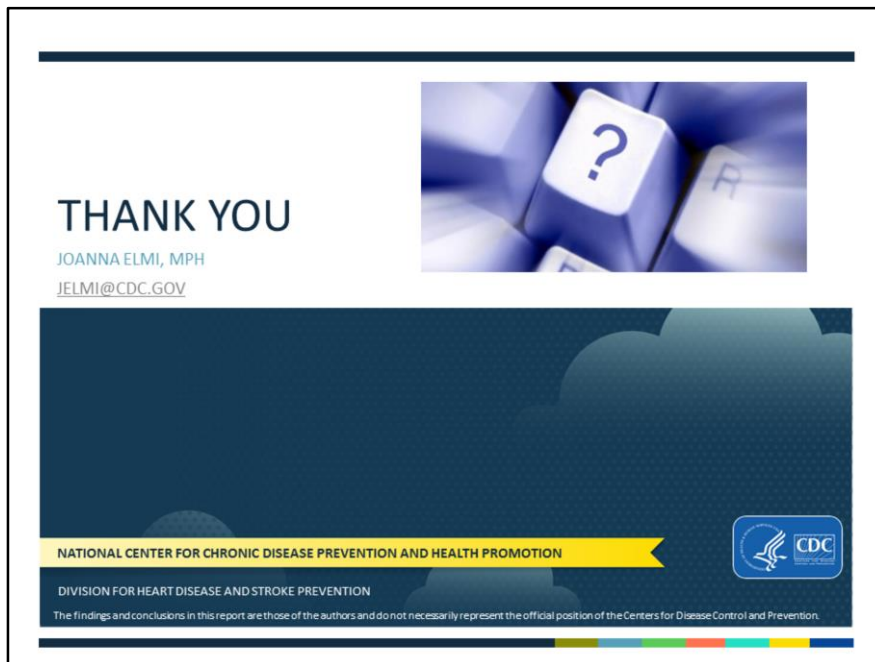 ?
R
THANK YOU
JOANNA ELMI, MPH
JELMI@CDC.GOV
NATIONAL CENTER FOR CHRONIC DISEASE PREVENTION AND HEALTH PROMOTION
CDC
DIVISION FOR HEART DISEASE AND STROKE PREVENTION
The findings and conclusions in this report are those of the authors and do not necessarily represent the official position of the Centers for Disease Control and Prevention.